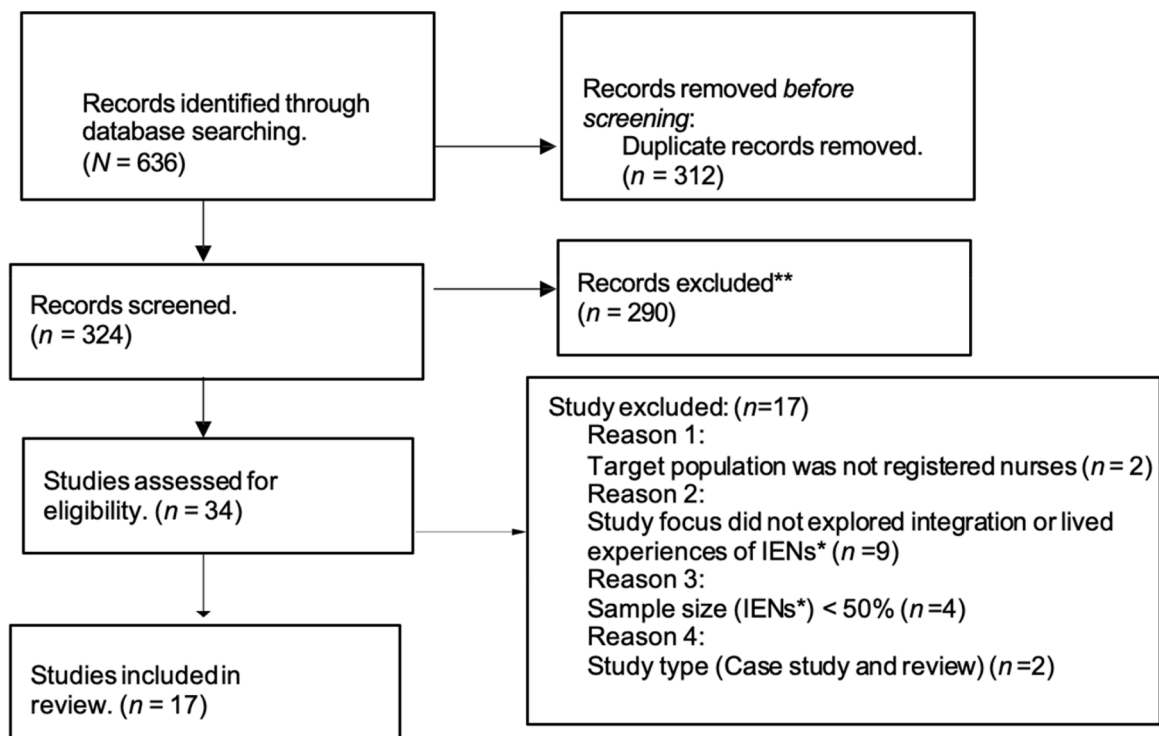 Records identified through
database searching.
(N = 636)
Records removed before
screening:
Duplicate records removed.
(n = 312)
Records screened.
(n = 324)
Records excluded**
(n = 290)
Studies assessed for
eligibility. (n = 34)
Study excluded: (n=17)
Reason 1:
Target population was not registered nurses (n = 2)
Reason 2:
Study focus did not explored integration or lived
experiences of IENs* (n =9)
Reason 3:
Sample size (IENs*) < 50% (n =4)
Reason 4:
Study type (Case study and review) (n =2)
Studies included in
review. (n = 17)